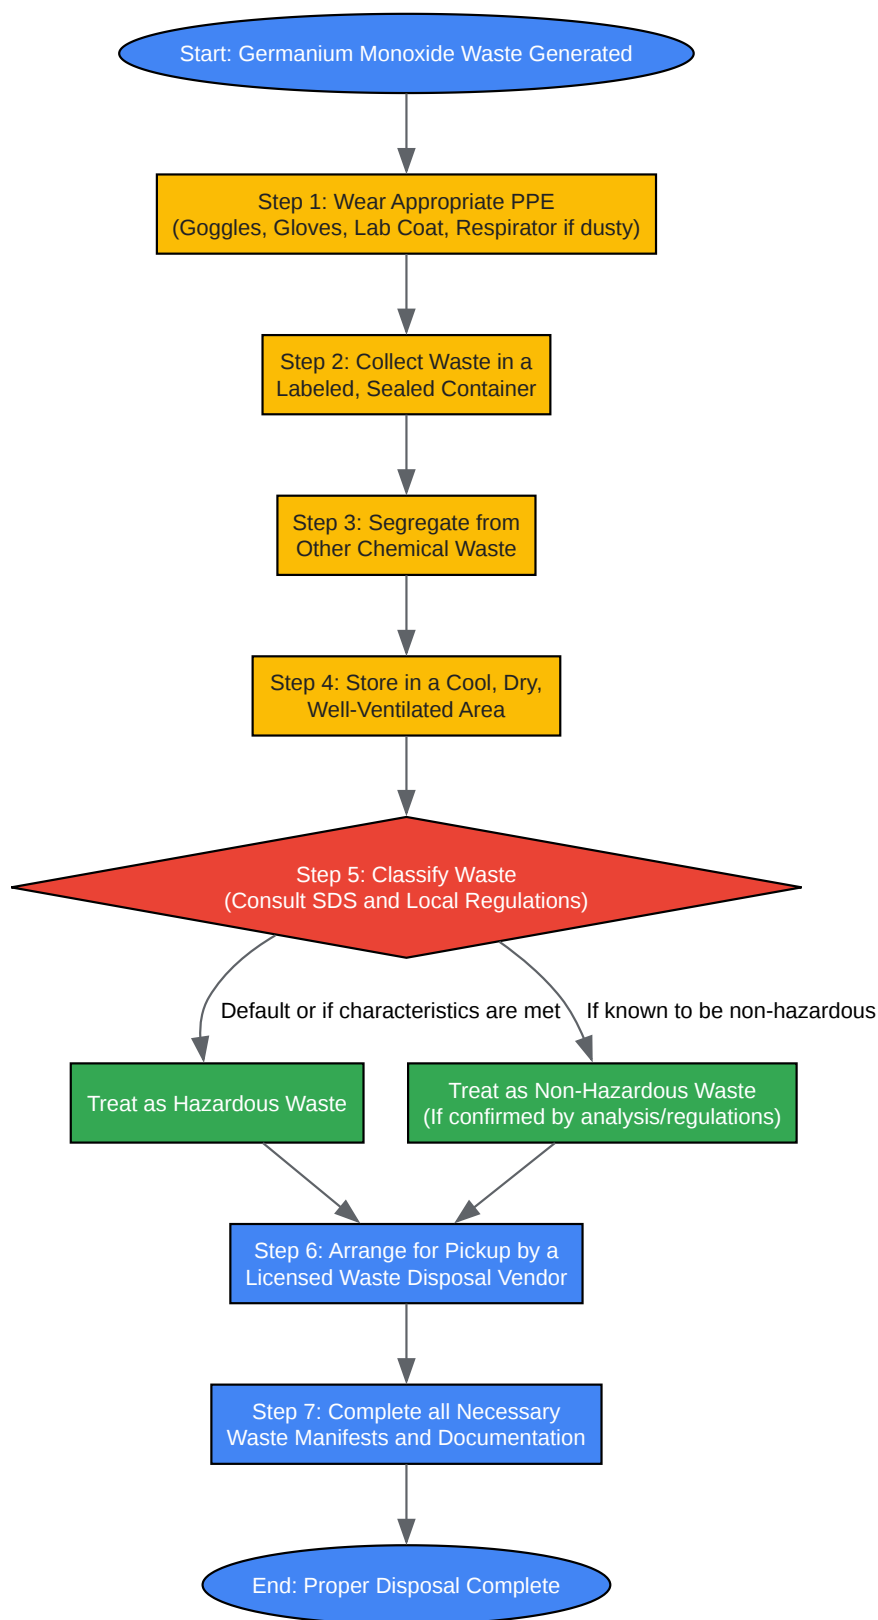 Start: Germanium Monoxide Waste Generated
Step 1: Wear Appropriate PPE
(Goggles, Gloves, Lab Coat, Respirator if dusty)
Step 2: Collect Waste in a
Labeled, Sealed Container
Step 3: Segregate from
Other Chemical Waste
Step 4: Store in a Cool, Dry,
Well-Ventilated Area
Step 5: Classify Waste
(Consult SDS and Local Regulations)
Default or if characteristics are met
If known to be non-hazardous
Treat as Hazardous Waste
Treat as Non-Hazardous Waste
(If confirmed by analysis/regulations)
Step 6: Arrange for Pickup by a
Licensed Waste Disposal Vendor
Step 7: Complete all Necessary
Waste Manifests and Documentation
End: Proper Disposal Complete